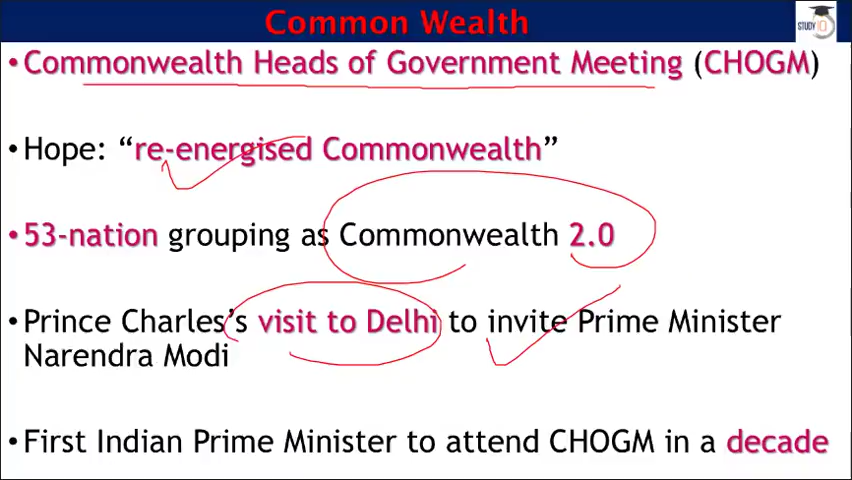 Common Wealth
STUDY IQ
•Commonwealth Heads of Government Meeting (CHOGM)
•Hope: “re-energised Commonwealth”
•53-nation grouping as Commonwealth 2.0
•Prince Charles’s visit to Delhi to invite Prime Minister
Narendra Modi
•First Indian Prime Minister to attend CHOGM in a decade